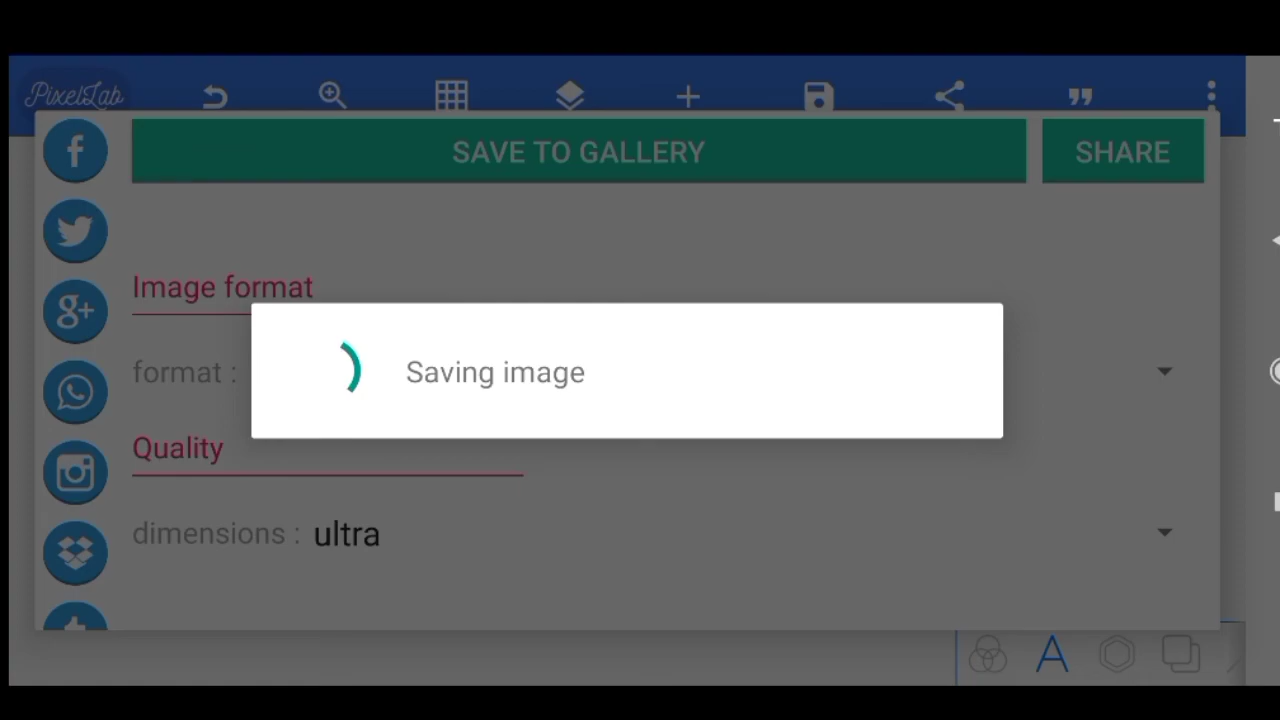 PixelLab
SAVE TO GALLERY
SHARE
Image format
format :
Saving image
Quality
dimensions : ultra